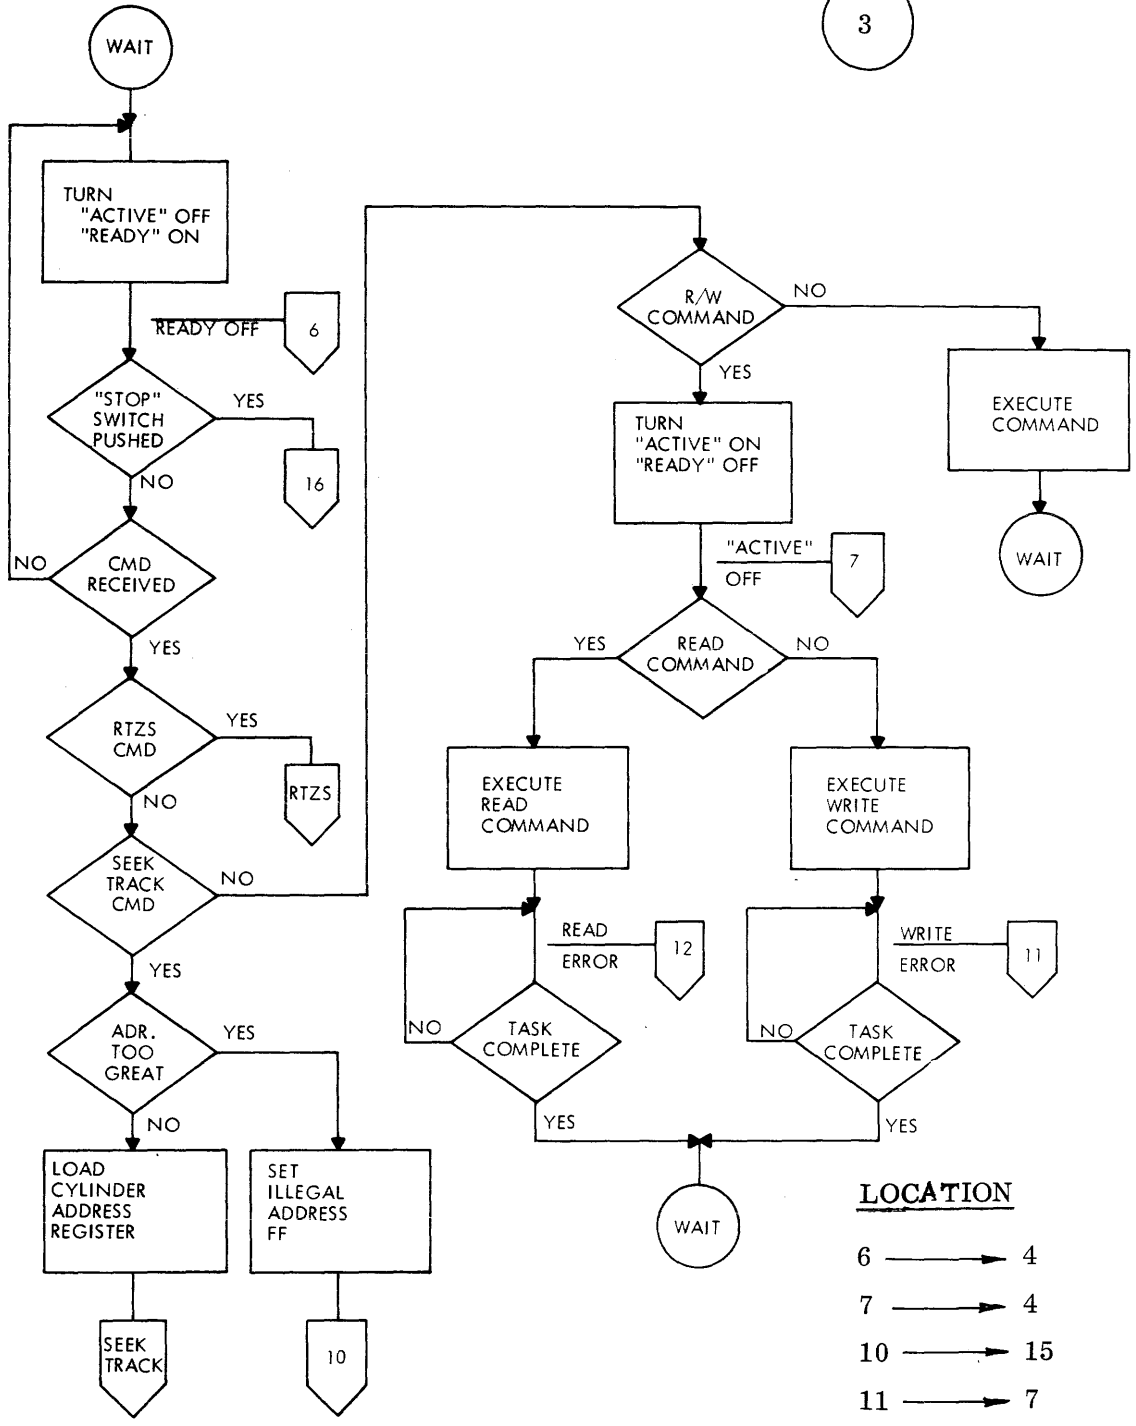 WAIT
3
TURN
"ACTIVE" OFF
"READY" ON
READY OFF
6
"STOP"
SWITCH
PUSHED
YES
16
NO
CMD
RECEIVED
NO
YES
RTZS
CMD
YES
RTZS
NO
SEEK
TRACK
CMD
NO
YES
ADR.
TOO
GREAT
YES
NO
LOAD
CYLINDER
ADDRESS
REGISTER
SET
ILLEGAL
ADDRESS
FF
SEEK
TRACK
10
R/W
COMMAND
NO
YES
EXECUTE
COMMAND
WAIT
TURN
"ACTIVE" ON
"READY" OFF
"ACTIVE"
OFF
7
READ
COMMAND
YES
NO
EXECUTE
READ
COMMAND
EXECUTE
WRITE
COMMAND
READ
ERROR
12
WRITE
ERROR
11
NO
TASK
COMPLETE
YES
NO
TASK
COMPLETE
YES
WAIT
LOCATION
6 → 4
7 → 4
10 → 15
11 → 7